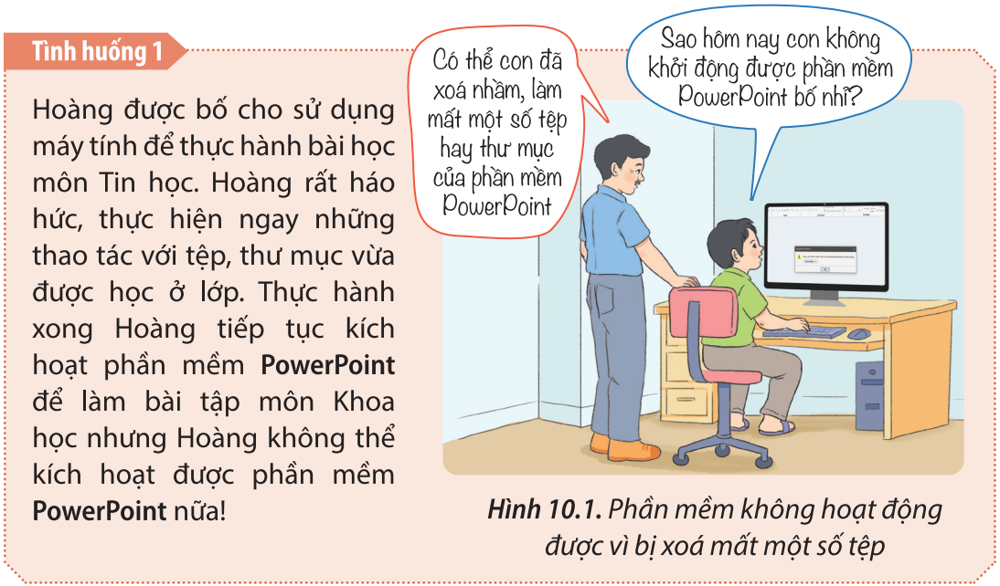 Tình huống 1
Hoàng được bố cho sử dụng
máy tính để thực hành bài học
môn Tin học. Hoàng rất háo
hức, thực hiện ngay những
thao tác với tệp, thư mục vừa
được học ở lớp. Thực hành
xong Hoàng tiếp tục kích
hoạt phần mềm PowerPoint
để làm bài tập môn Khoa
học nhưng Hoàng không thể
kích hoạt được phần mềm
PowerPoint nữa!
Sao hôm nay con không
khởi động được phần mềm
PowerPoint bố nhỉ?
Có thể con đã
xoá nhầm, làm
mất một số tệp
hay thư mục
của phần mềm
PowerPoint
Hình 10.1. Phần mềm không hoạt động
được vì bị xoá mất một số tệp